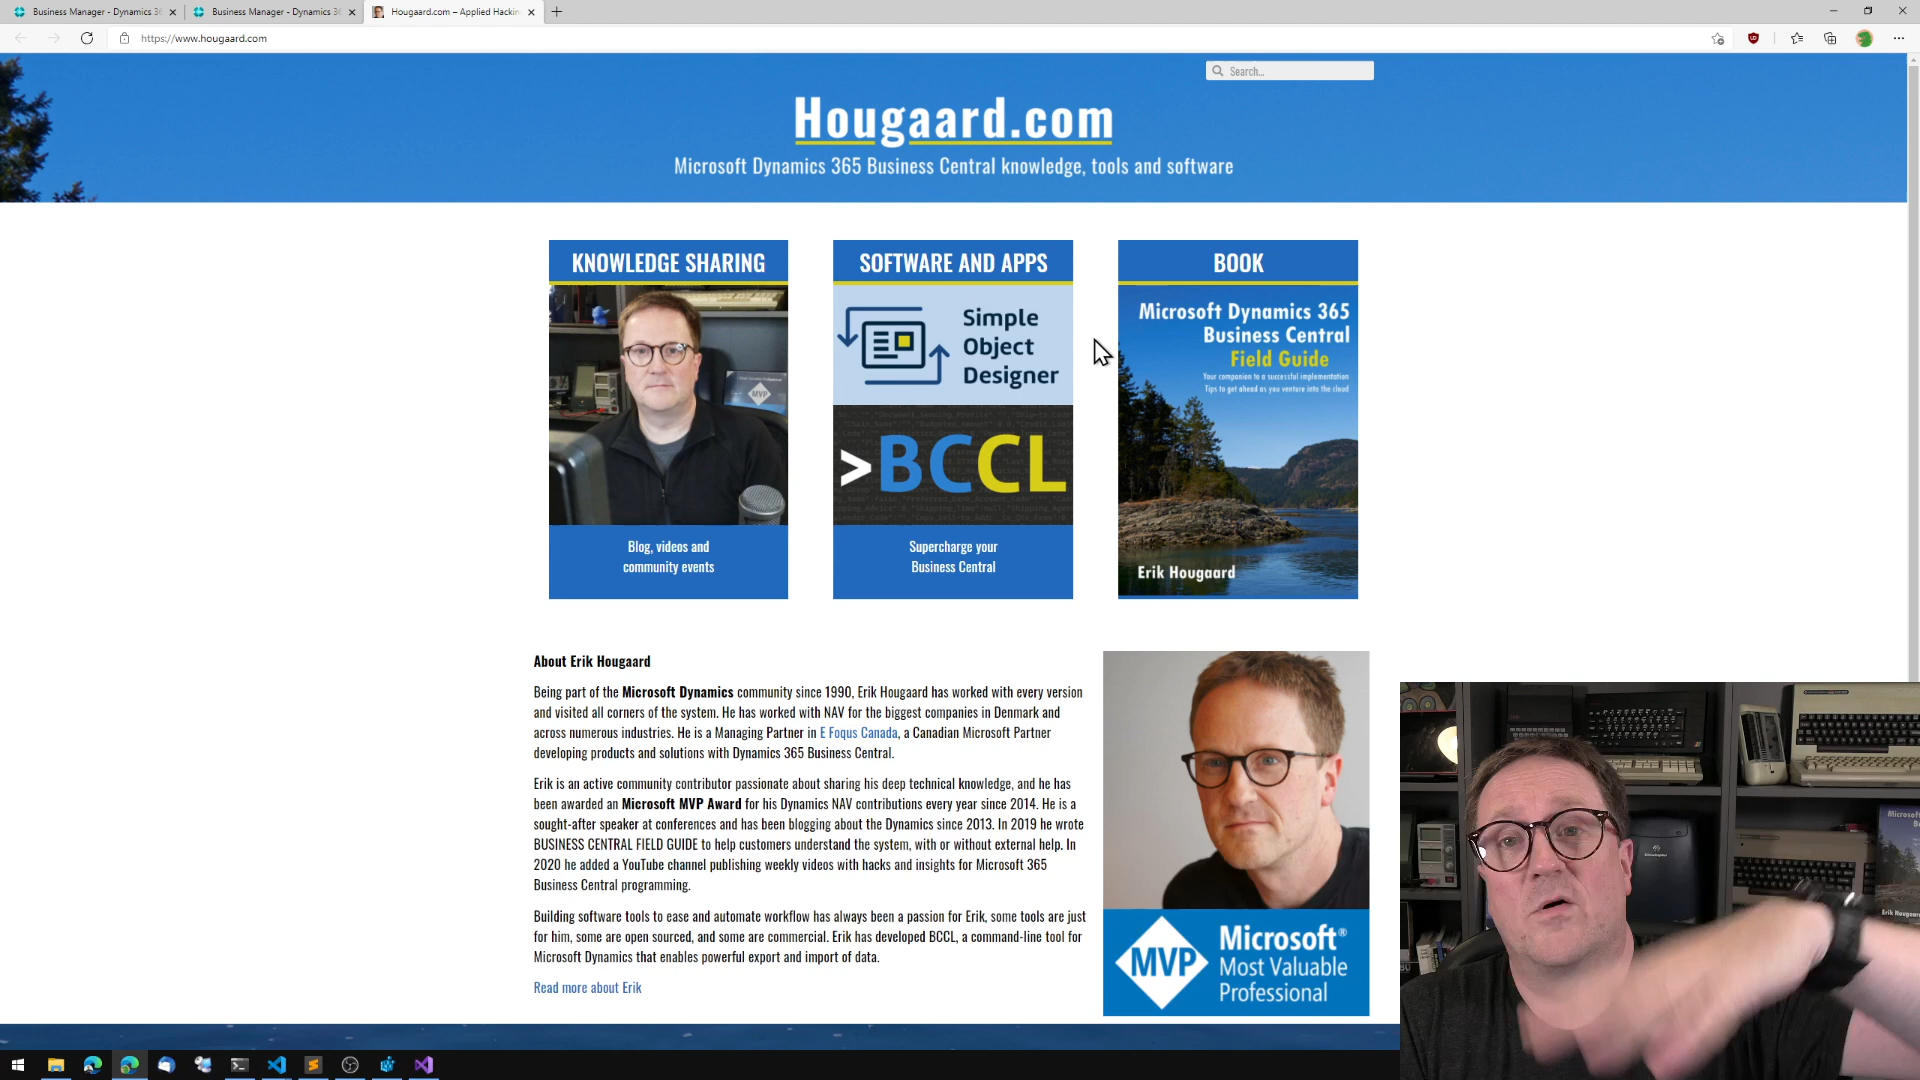 Business Manager - Dynamics 36
Business Manager - Dynamics 36
Hougaard.com – Applied Hackin
https://www.hougaard.com
Search...
Hougaard.com
Microsoft Dynamics 365 Business Central knowledge, tools and software
KNOWLEDGE SHARING
MVP
Blog, videos and
community events
SOFTWARE AND APPS
Simple
Object
Designer
>BCCL
Supercharge your
Business Central
BOOK
Microsoft Dynamics 365
Business Central
Field Guide
Your companion to a successful implementation
Tips to get ahead as you venture into the cloud
Erik Hougaard
About Erik Hougaard
Being part of the Microsoft Dynamics community since 1990, Erik Hougaard has worked with every version
and visited all corners of the system. He has worked with NAV for the biggest companies in Denmark and
across numerous industries. He is a Managing Partner in E Foqus Canada, a Canadian Microsoft Partner
developing products and solutions with Dynamics 365 Business Central.
Erik is an active community contributor passionate about sharing his deep technical knowledge, and he has
been awarded an Microsoft MVP Award for his Dynamics NAV contributions every year since 2014. He is a
sought-after speaker at conferences and has been blogging about the Dynamics since 2013. In 2019 he wrote
BUSINESS CENTRAL FIELD GUIDE to help customers understand the system, with or without external help. In
2020 he added a YouTube channel publishing weekly videos with hacks and insights for Microsoft 365
Business Central programming.
Building software tools to ease and automate workflow has always been a passion for Erik, some tools are just
for him, some are open sourced, and some are commercial. Erik has developed BCCL, a command-line tool for
Microsoft Dynamics that enables powerful export and import of data.
Read more about Erik
MVP
Microsoft®
Most Valuable
Professional